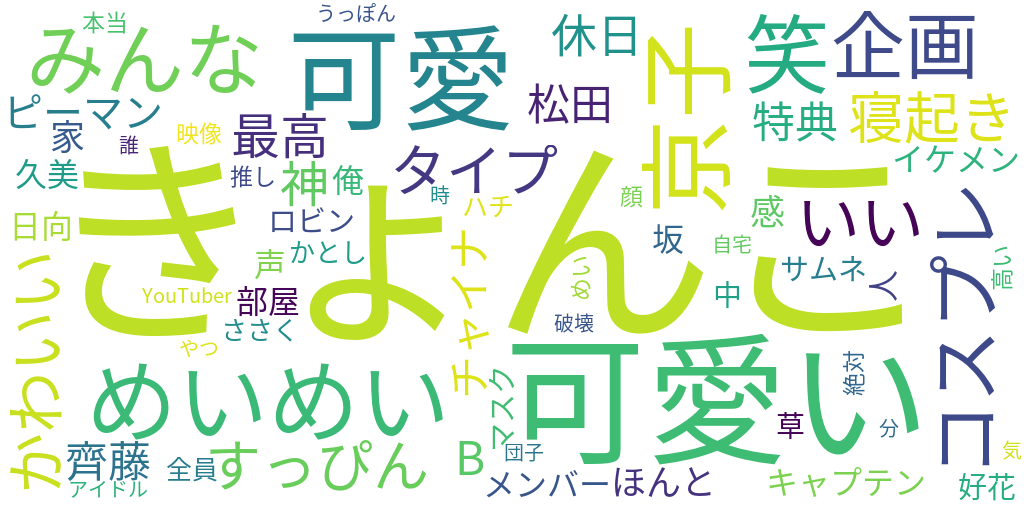 本当
うっぽん
みんな
可愛
休日
京子
笑
企画
ピーマン
家
誰
映像
最高
松田
特典
寝起き
久美
神
俺
推し
タイプ
時
ハチ
顔
感
イケメン
いい
コスプレ
日向
きょんこ
ロビン
かとし
声
坂
自宅
サムネ
人
高い
かわいい
YouTuber
部屋
ささく
チャイナ
めい
破壊
中
やつ
めいめい
可愛い
絶対
マスク
草
分
齊藤
全員
すっぴん
B
団子
気
アイドル
メンバー
ほんと
キャプテン
好花